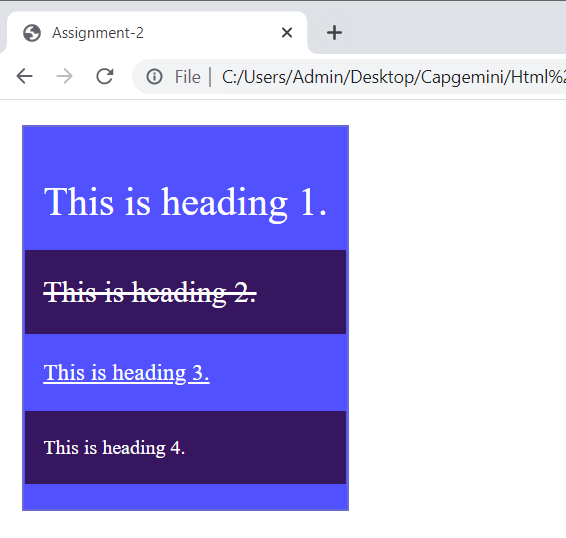 Assignment-2
File | C:/Users/Admin/Desktop/Capgemini/Html%2
This is heading 1.
This is heading 2.
This is heading 3.
This is heading 4.